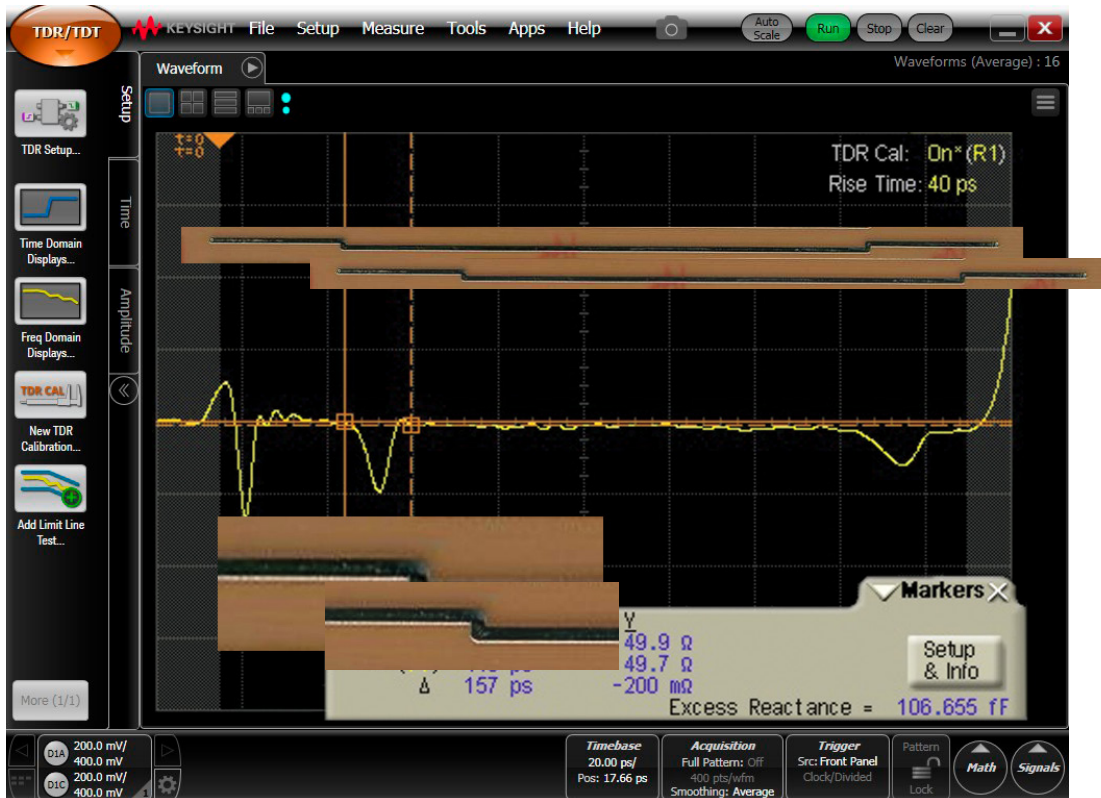 TDR/TDT
KEYSIGHT File Setup Measure Tools Apps Help
Auto Scale
Run
Stop
Clear
Waveform
Waveforms (Average) : 16
Setup
Time
Amplitude
TDR Setup...
Time Domain
Displays...
Freq Domain
Displays...
TDR CAL
New TDR
Calibration...
Add Limit Line
Test...
More (1/1)
t=0
t=0
TDR Cal: On* (R1)
Rise Time: 40 ps
Markers
Y
49.9 Ω
49.7 Ω
Δ 157 ps -200 mΩ
Excess Reactance = 106.655 fF
Setup
& Info
D1A 200.0 mV/
400.0 mV
D1C 200.0 mV/
400.0 mV
1
Timebase
20.00 ps/
Pos: 17.66 ps
Acquisition
Full Pattern: Off
400 pts/wfm
Smoothing: Average
Trigger
Src: Front Panel
Clock/Divided
Pattern
Lock
Math
Signals